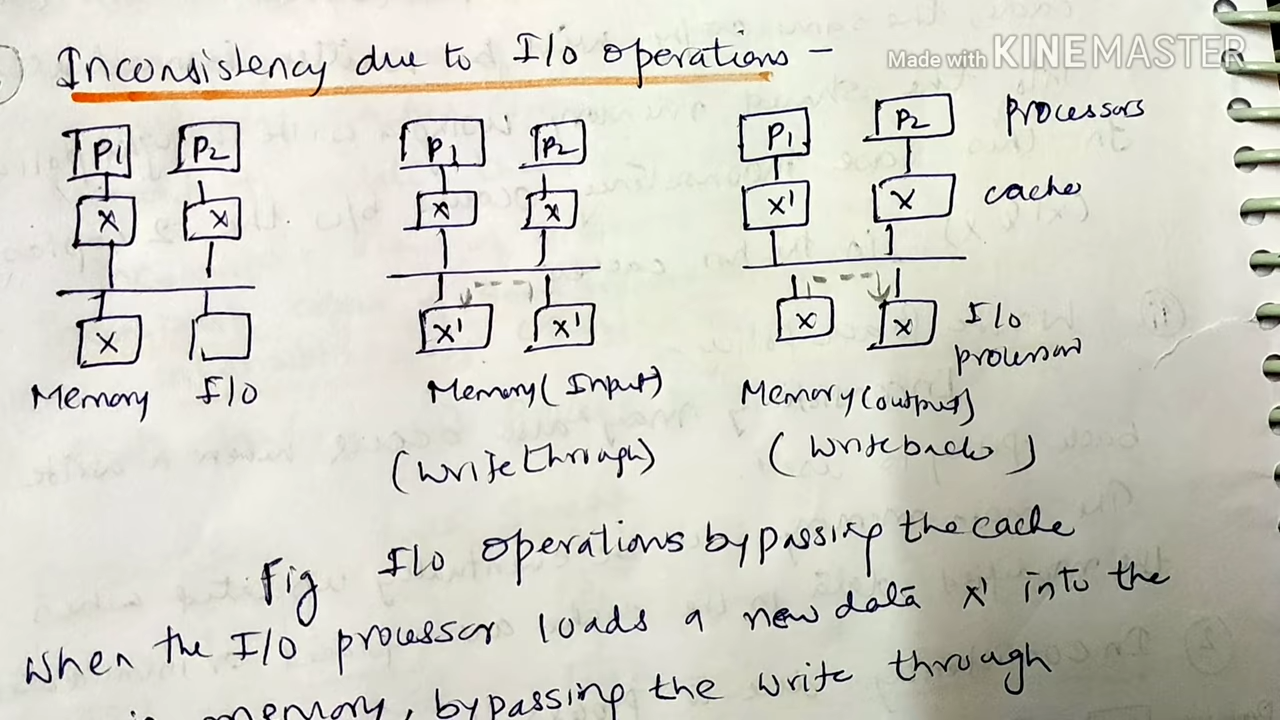 Inconsistency due to I/O operations -
Made with KINEMASTER
P1 P2 P1 P2 P1 P2 Processors
X X X X X' X cache
X X' X' X X I/O
processor
Memory I/O Memory (Input) Memory (output)
(Write through) (Write back)
Fig I/O operations bypassing the cache
When the I/O processor loads a new data X' into the
memory, bypassing the write through